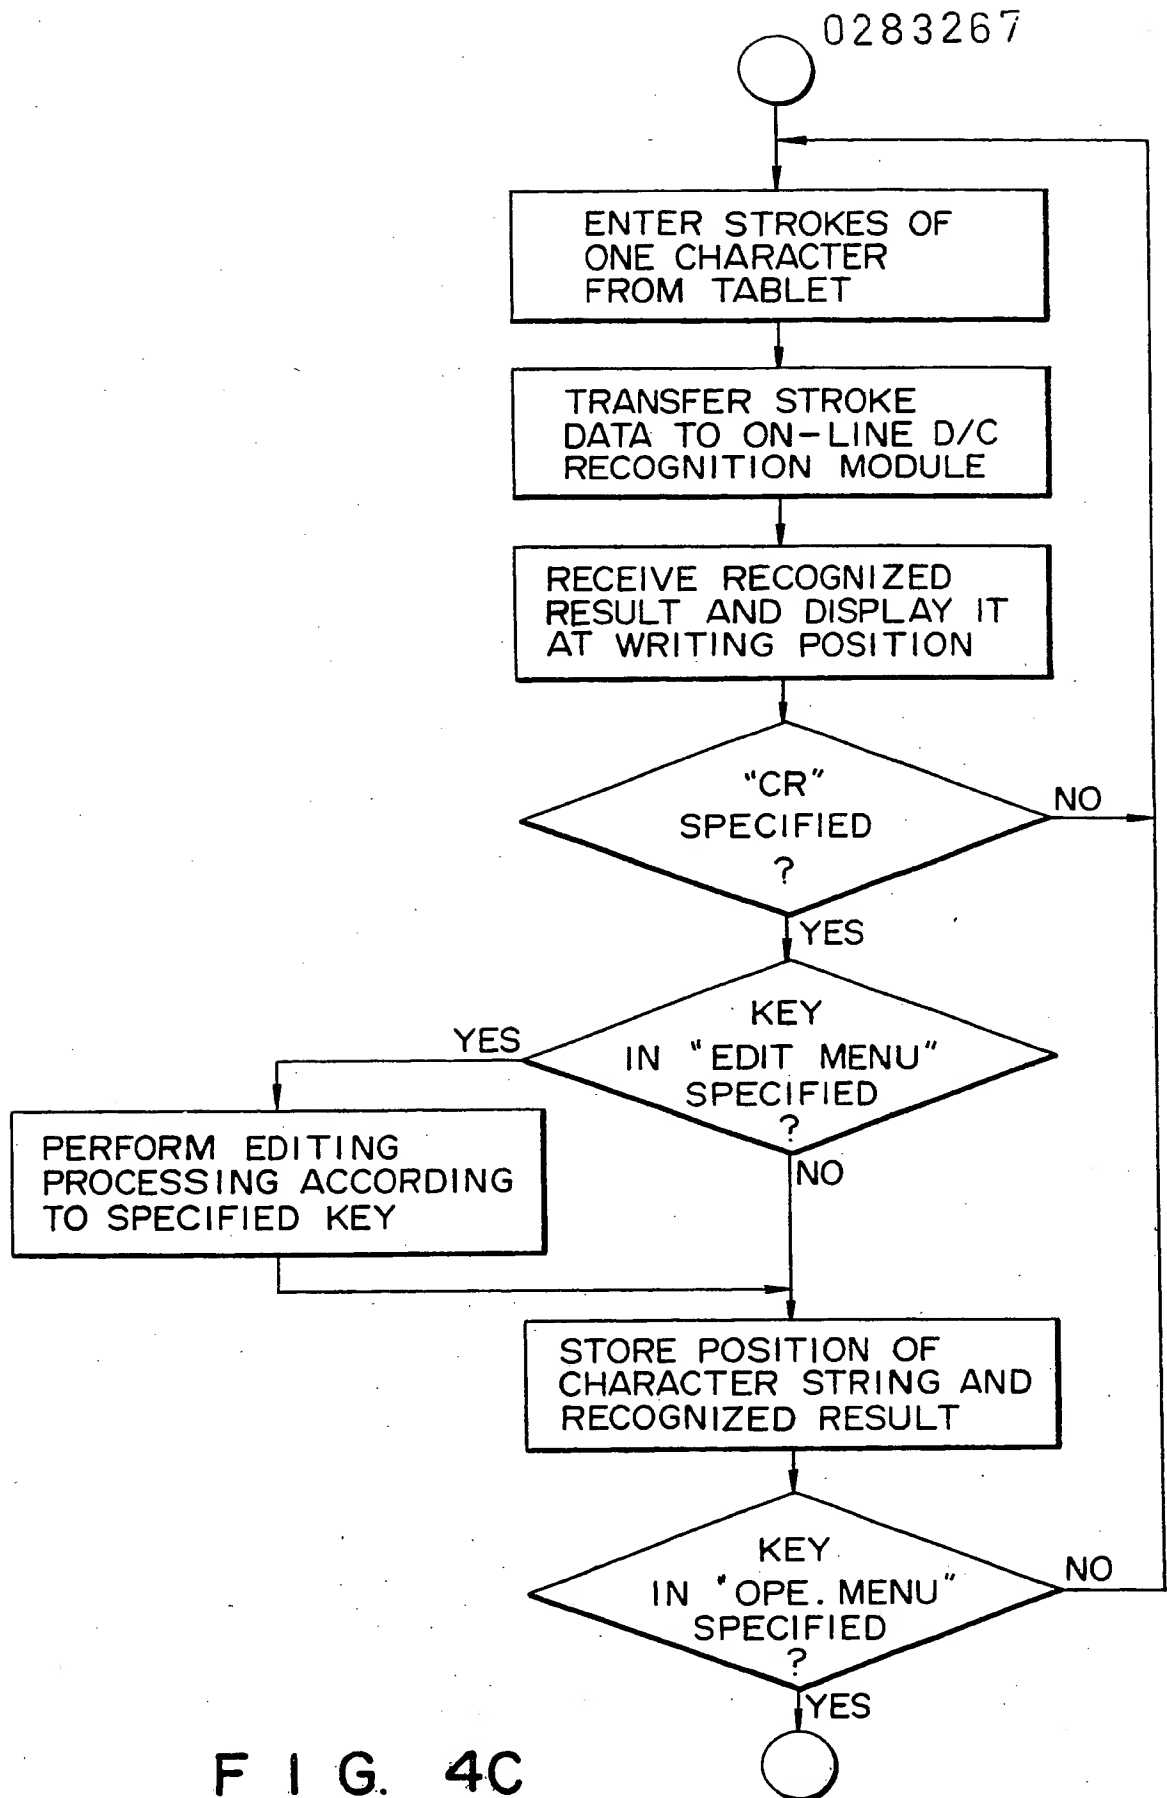 0283267
ENTER STROKES OF
ONE CHARACTER
FROM TABLET
TRANSFER STROKE
DATA TO ON-LINE D/C
RECOGNITION MODULE
RECEIVE RECOGNIZED
RESULT AND DISPLAY IT
AT WRITING POSITION
"CR"
SPECIFIED
?
NO
YES
KEY
IN "EDIT MENU"
SPECIFIED
?
YES
NO
PERFORM EDITING
PROCESSING ACCORDING
TO SPECIFIED KEY
STORE POSITION OF
CHARACTER STRING AND
RECOGNIZED RESULT
KEY
IN "OPE. MENU"
SPECIFIED
?
NO
YES
FIG. 4C